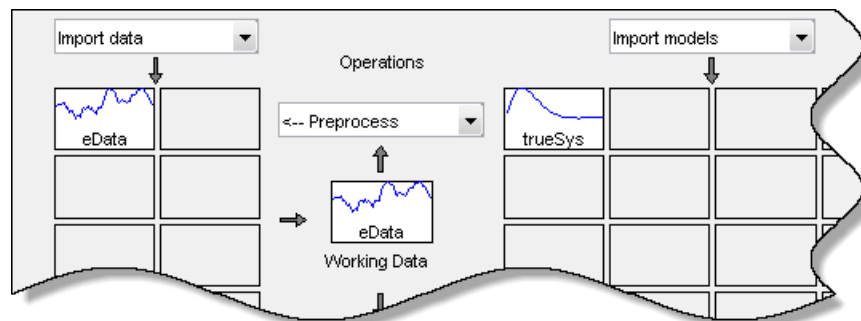 Import data
Import models
Operations
<-- Preprocess
eData
trueSys
eData
Working Data